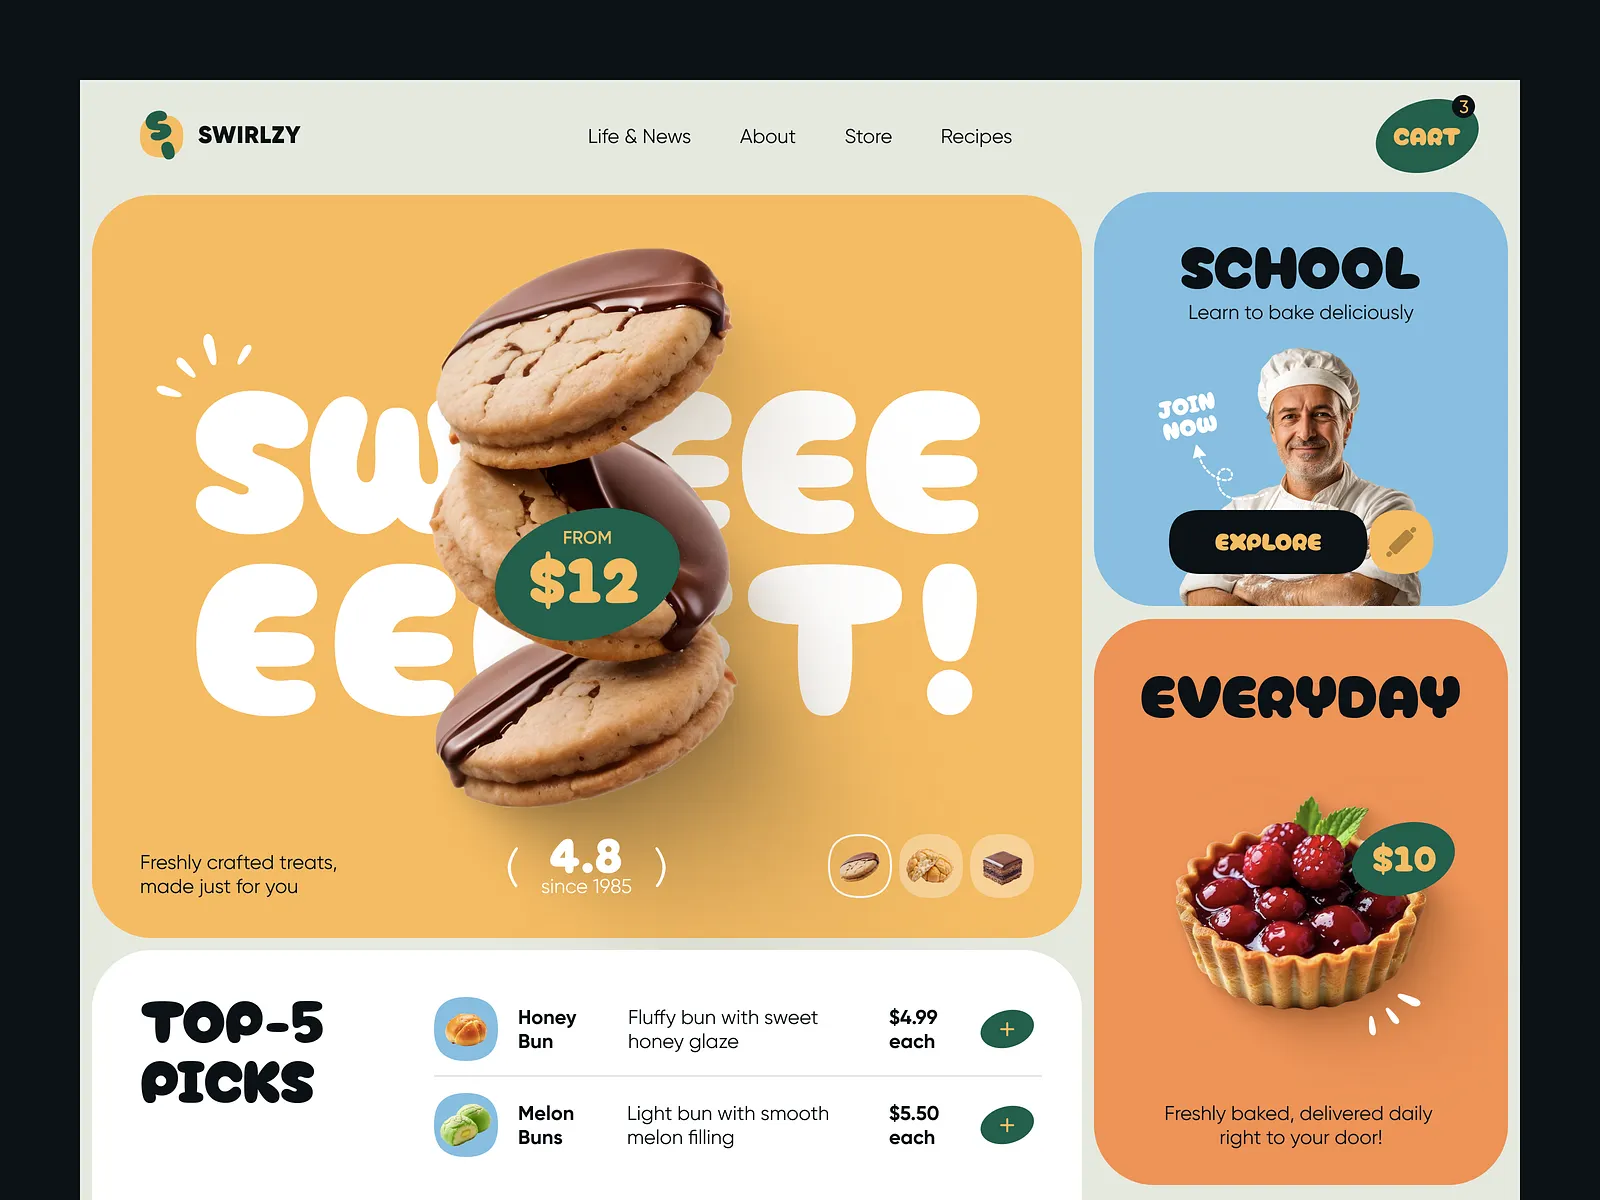 SWIRLZY
Life & News
About
Store
Recipes
CART
3
SW EEE
EE T!
FROM
$12
Freshly crafted treats,
made just for you
4.8
since 1985
SCHOOL
Learn to bake deliciously
JOIN
NOW
EXPLORE
EVERYDAY
$10
Freshly baked, delivered daily
right to your door!
TOP-5
PICKS
Honey
Bun
Fluffy bun with sweet
honey glaze
$4.99
each
+
Melon
Buns
Light bun with smooth
melon filling
$5.50
each
+